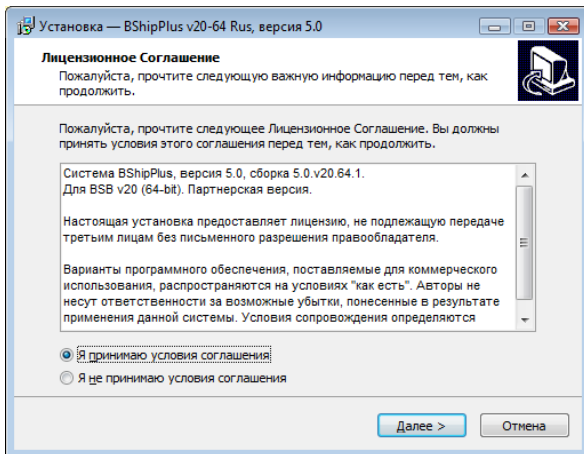 Установка — BShipPlus v20-64 Rus, версия 5.0
Лицензионное Соглашение
Пожалуйста, прочтите следующую важную информацию перед тем, как
продолжить.
Пожалуйста, прочтите следующее Лицензионное Соглашение. Вы должны
принять условия этого соглашения перед тем, как продолжить.
Система BShipPlus, версия 5.0, сборка 5.0.v20.64.1.
Для BSB v20 (64-bit). Партнерская версия.
Настоящая установка предоставляет лицензию, не подлежащую передаче
третьим лицам без письменного разрешения правообладателя.
Варианты программного обеспечения, поставляемые для коммерческого
использования, распространяются на условиях "как есть". Авторы не
несут ответственности за возможные убытки, понесенные в результате
применения данной системы. Условия сопровождения определяются
Я принимаю условия соглашения
Я не принимаю условия соглашения
Далее >
Отмена